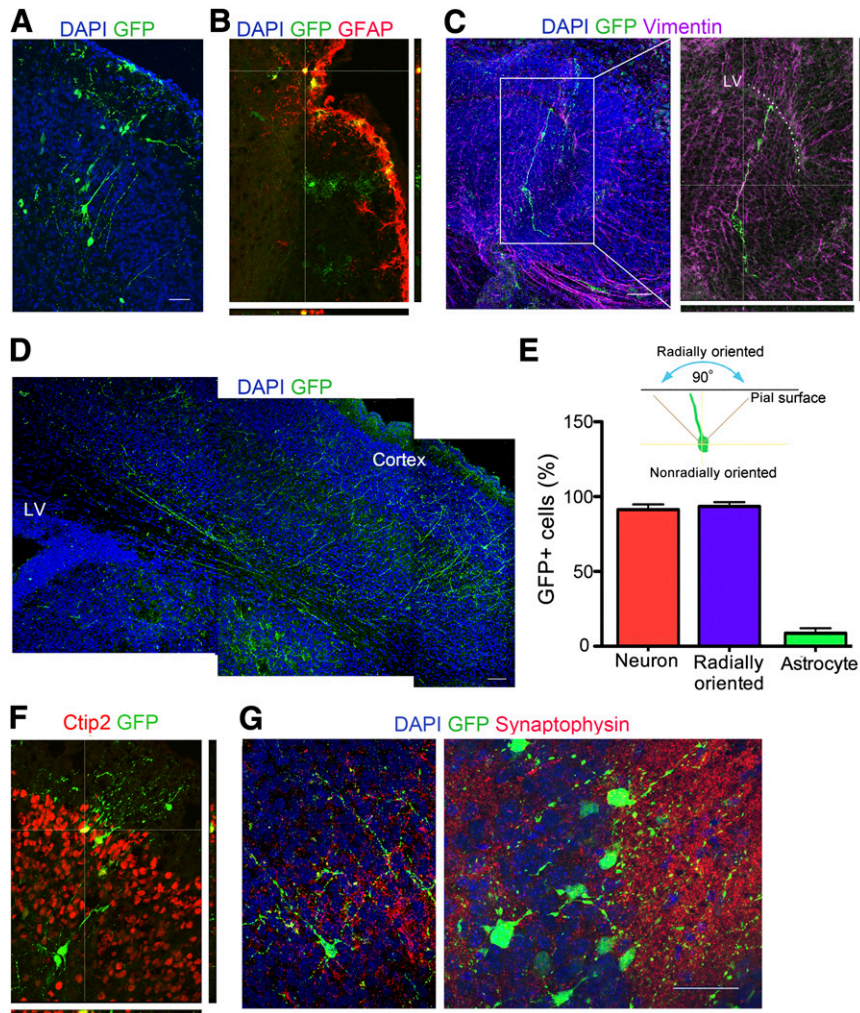 A
DAPI GFP
B
DAPI GFP GFAP
C
DAPI GFP Vimentin
LV
D
DAPI GFP
LV
Cortex
E
Radially oriented
90°
Pial surface
Nonradially oriented
GFP+ cells (%)
150
100
50
0
Neuron
Radially
oriented
Astrocyte
F
Ctip2 GFP
G
DAPI GFP Synaptophysin